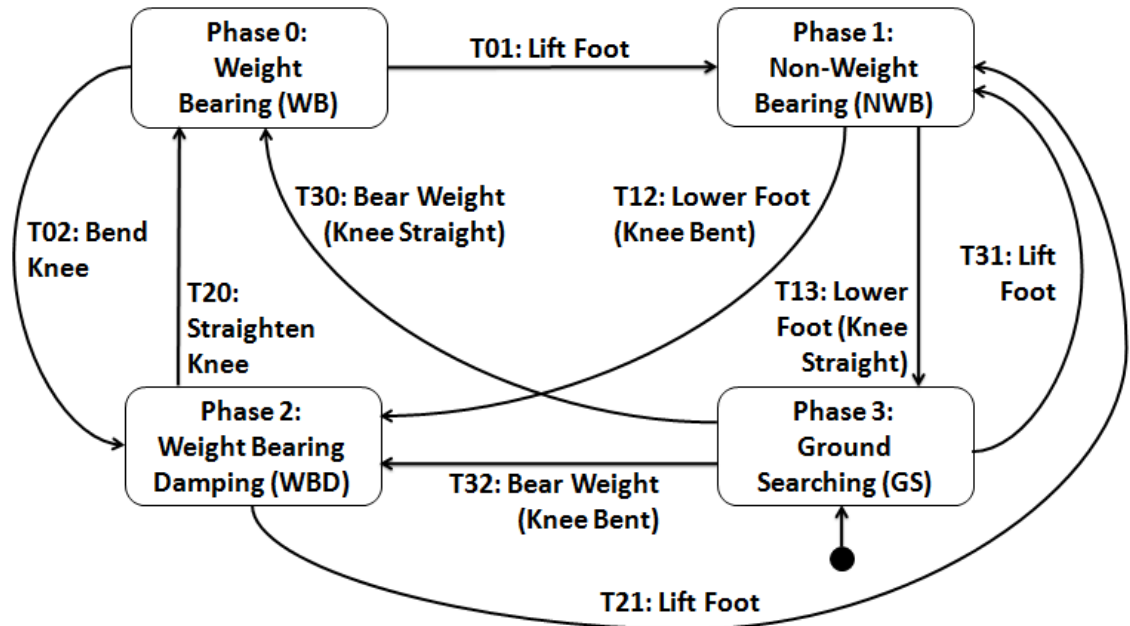 Phase 0:
Weight
Bearing (WB)
T01: Lift Foot
Phase 1:
Non-Weight
Bearing (NWB)
T02: Bend
Knee
T30: Bear Weight
(Knee Straight)
T12: Lower Foot
(Knee Bent)
T31: Lift
Foot
T20:
Straighten
Knee
T13: Lower
Foot (Knee
Straight)
Phase 2:
Weight Bearing
Damping (WBD)
Phase 3:
Ground
Searching (GS)
T32: Bear Weight
(Knee Bent)
T21: Lift Foot